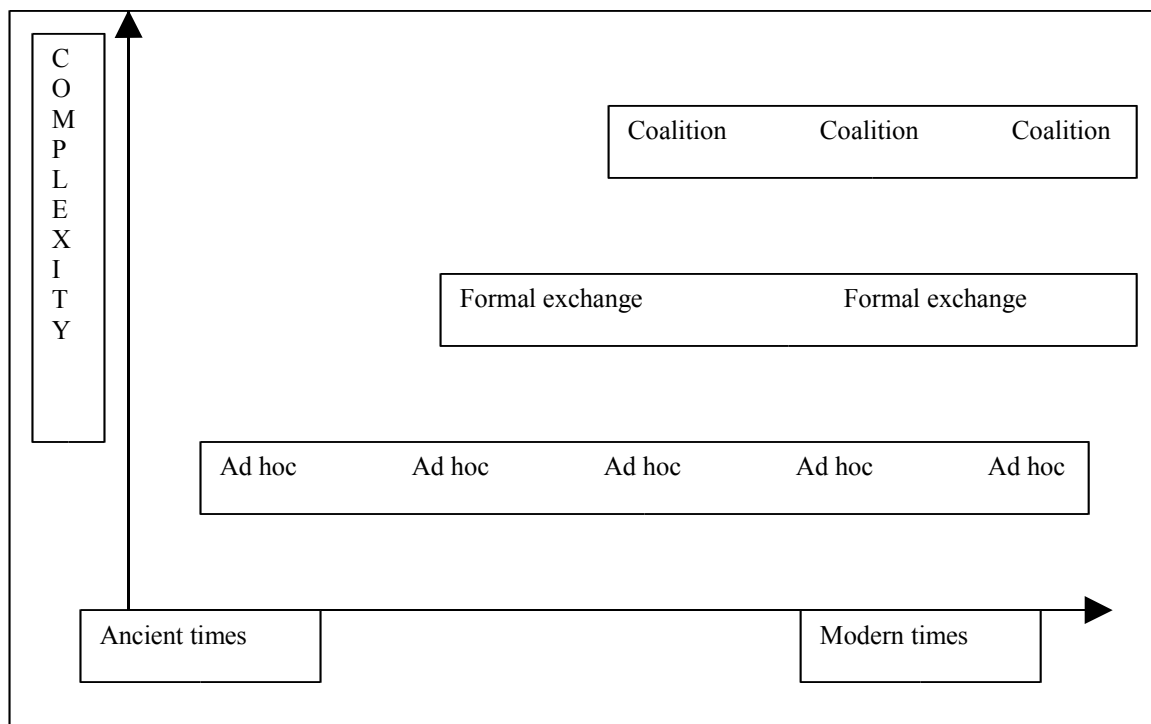 C
O
M
P
L
E
X
I
T
Y
Coalition Coalition Coalition
Formal exchange Formal exchange
Ad hoc Ad hoc Ad hoc Ad hoc Ad hoc
Ancient times Modern times